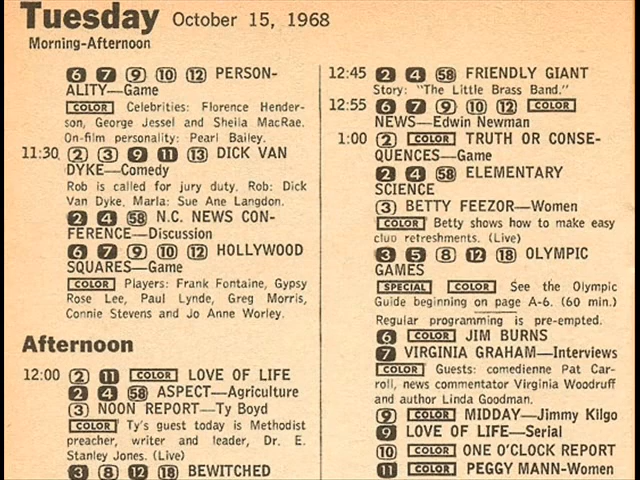 Tuesday October 15, 1968
Morning-Afternoon
6 7 9 10 12 PERSON-
ALITY—Game
COLOR Celebrities: Florence Hender-
son, George Jessel and Sheila MacRae.
On-film personality: Pearl Bailey.
11:30 2 3 9 11 13 DICK VAN
DYKE—Comedy
Rob is called for jury duty. Rob: Dick
Van Dyke. Marla: Sue Ane Langdon.
2 4 58 N.C. NEWS CON-
FERENCE—Discussion
6 7 9 10 12 HOLLYWOOD
SQUARES—Game
COLOR Players: Frank Fontaine, Gypsy
Rose Lee, Paul Lynde, Greg Morris,
Connie Stevens and Jo Anne Worley.
Afternoon
12:00 2 11 COLOR LOVE OF LIFE
2 4 58 ASPECT—Agriculture
3 NOON REPORT—Ty Boyd
COLOR Ty's guest today is Methodist
preacher, writer and leader, Dr. E.
Stanley Jones. (Live)
3 8 12 18 BEWITCHED
12:45 2 4 58 FRIENDLY GIANT
Story: "The Little Brass Band."
12:55 6 7 9 10 12 COLOR
NEWS—Edwin Newman
1:00 2 COLOR TRUTH OR CONSE-
QUENCES—Game
2 4 58 ELEMENTARY
SCIENCE
3 BETTY FEEZOR—Women
COLOR Betty shows how to make easy
club refreshments. (Live)
3 5 8 12 18 OLYMPIC
GAMES
SPECIAL COLOR See the Olympic
Guide beginning on page A-6. (60 min.)
Regular programming is pre-empted.
6 COLOR JIM BURNS
7 VIRGINIA GRAHAM—Interviews
COLOR Guests: comedienne Pat Car-
roll, news commentator Virginia Woodruff
and author Linda Goodman.
9 COLOR MIDDAY—Jimmy Kilgo
9 LOVE OF LIFE—Serial
10 COLOR ONE O'CLOCK REPORT
11 COLOR PEGGY MANN-Women